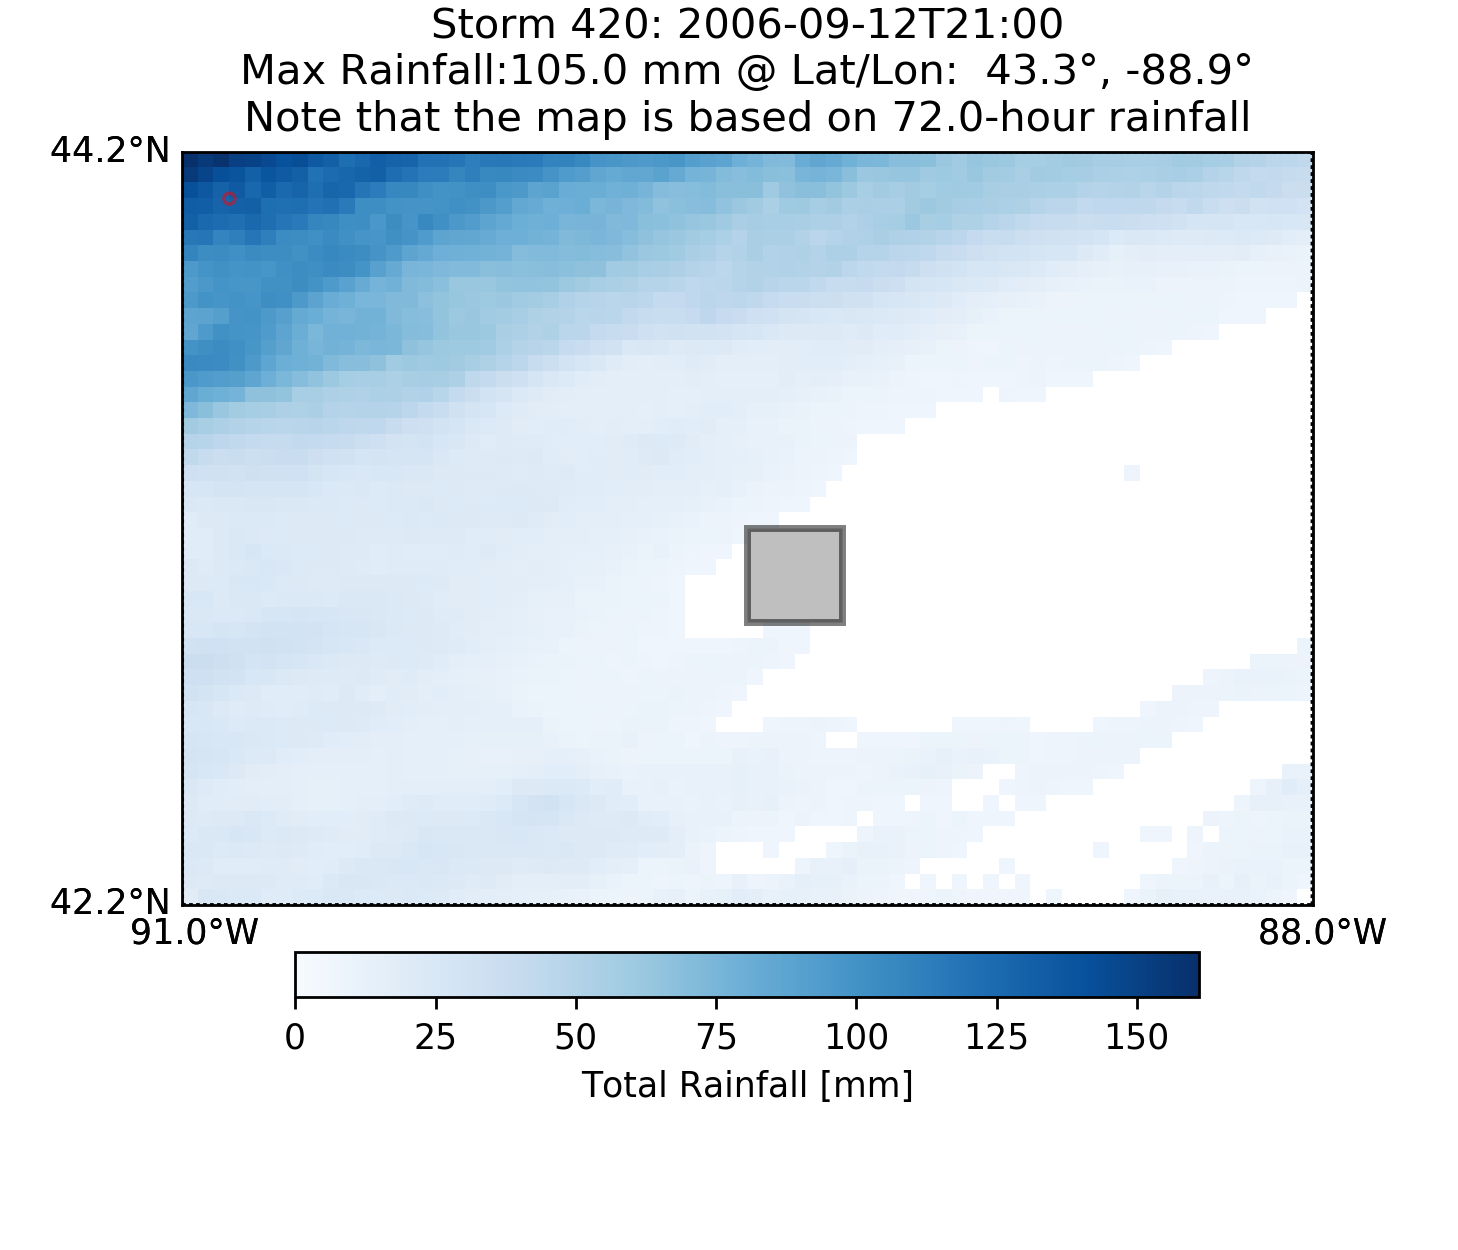 Storm 420: 2006-09-12T21:00
Max Rainfall:105.0 mm @ Lat/Lon:  43.3°, -88.9°
Note that the map is based on 72.0-hour rainfall
44.2°N
42.2°N
91.0°W
88.0°W
0 25 50 75 100 125 150
Total Rainfall [mm]